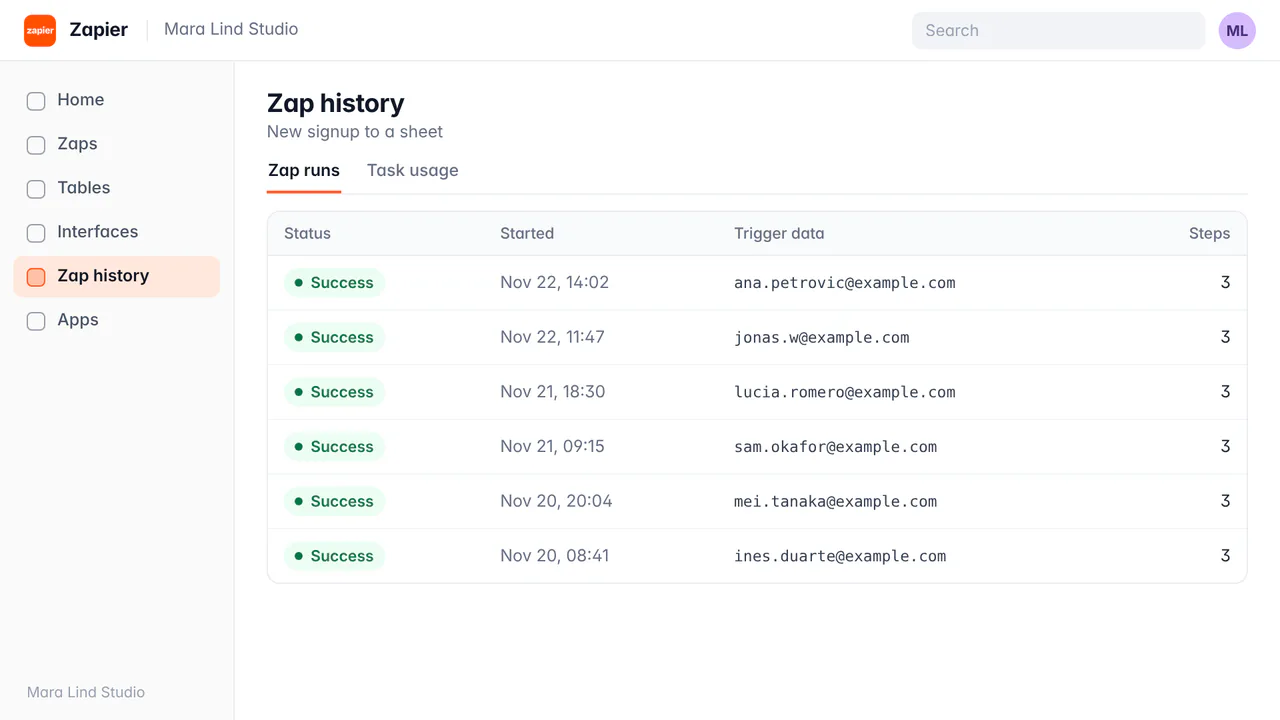 zapier Zapier Mara Lind Studio Search ML
Home
Zaps
Tables
Interfaces
Zap history
Apps
Mara Lind Studio
Zap history
New signup to a sheet
Zap runs Task usage
Status Started Trigger data Steps
Success Nov 22, 14:02 ana.petrovic@example.com 3
Success Nov 22, 11:47 jonas.w@example.com 3
Success Nov 21, 18:30 lucia.romero@example.com 3
Success Nov 21, 09:15 sam.okafor@example.com 3
Success Nov 20, 20:04 mei.tanaka@example.com 3
Success Nov 20, 08:41 ines.duarte@example.com 3